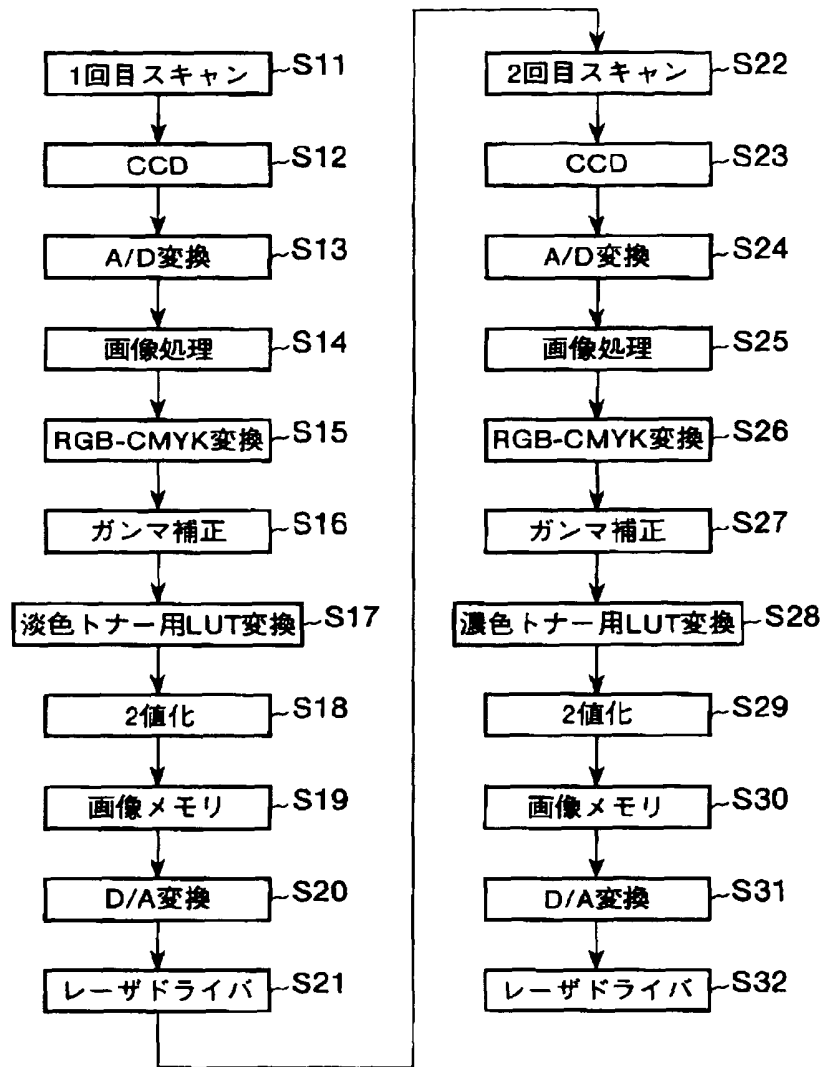 1回目スキャン S11
CCD S12
A/D変換 S13
画像処理 S14
RGB-CMYK変換 S15
ガンマ補正 S16
淡色トナー用LUT変換 S17
2値化 S18
画像メモリ S19
D/A変換 S20
レーザドライバ S21
2回目スキャン S22
CCD S23
A/D変換 S24
画像処理 S25
RGB-CMYK変換 S26
ガンマ補正 S27
濃色トナー用LUT変換 S28
2値化 S29
画像メモリ S30
D/A変換 S31
レーザドライバ S32